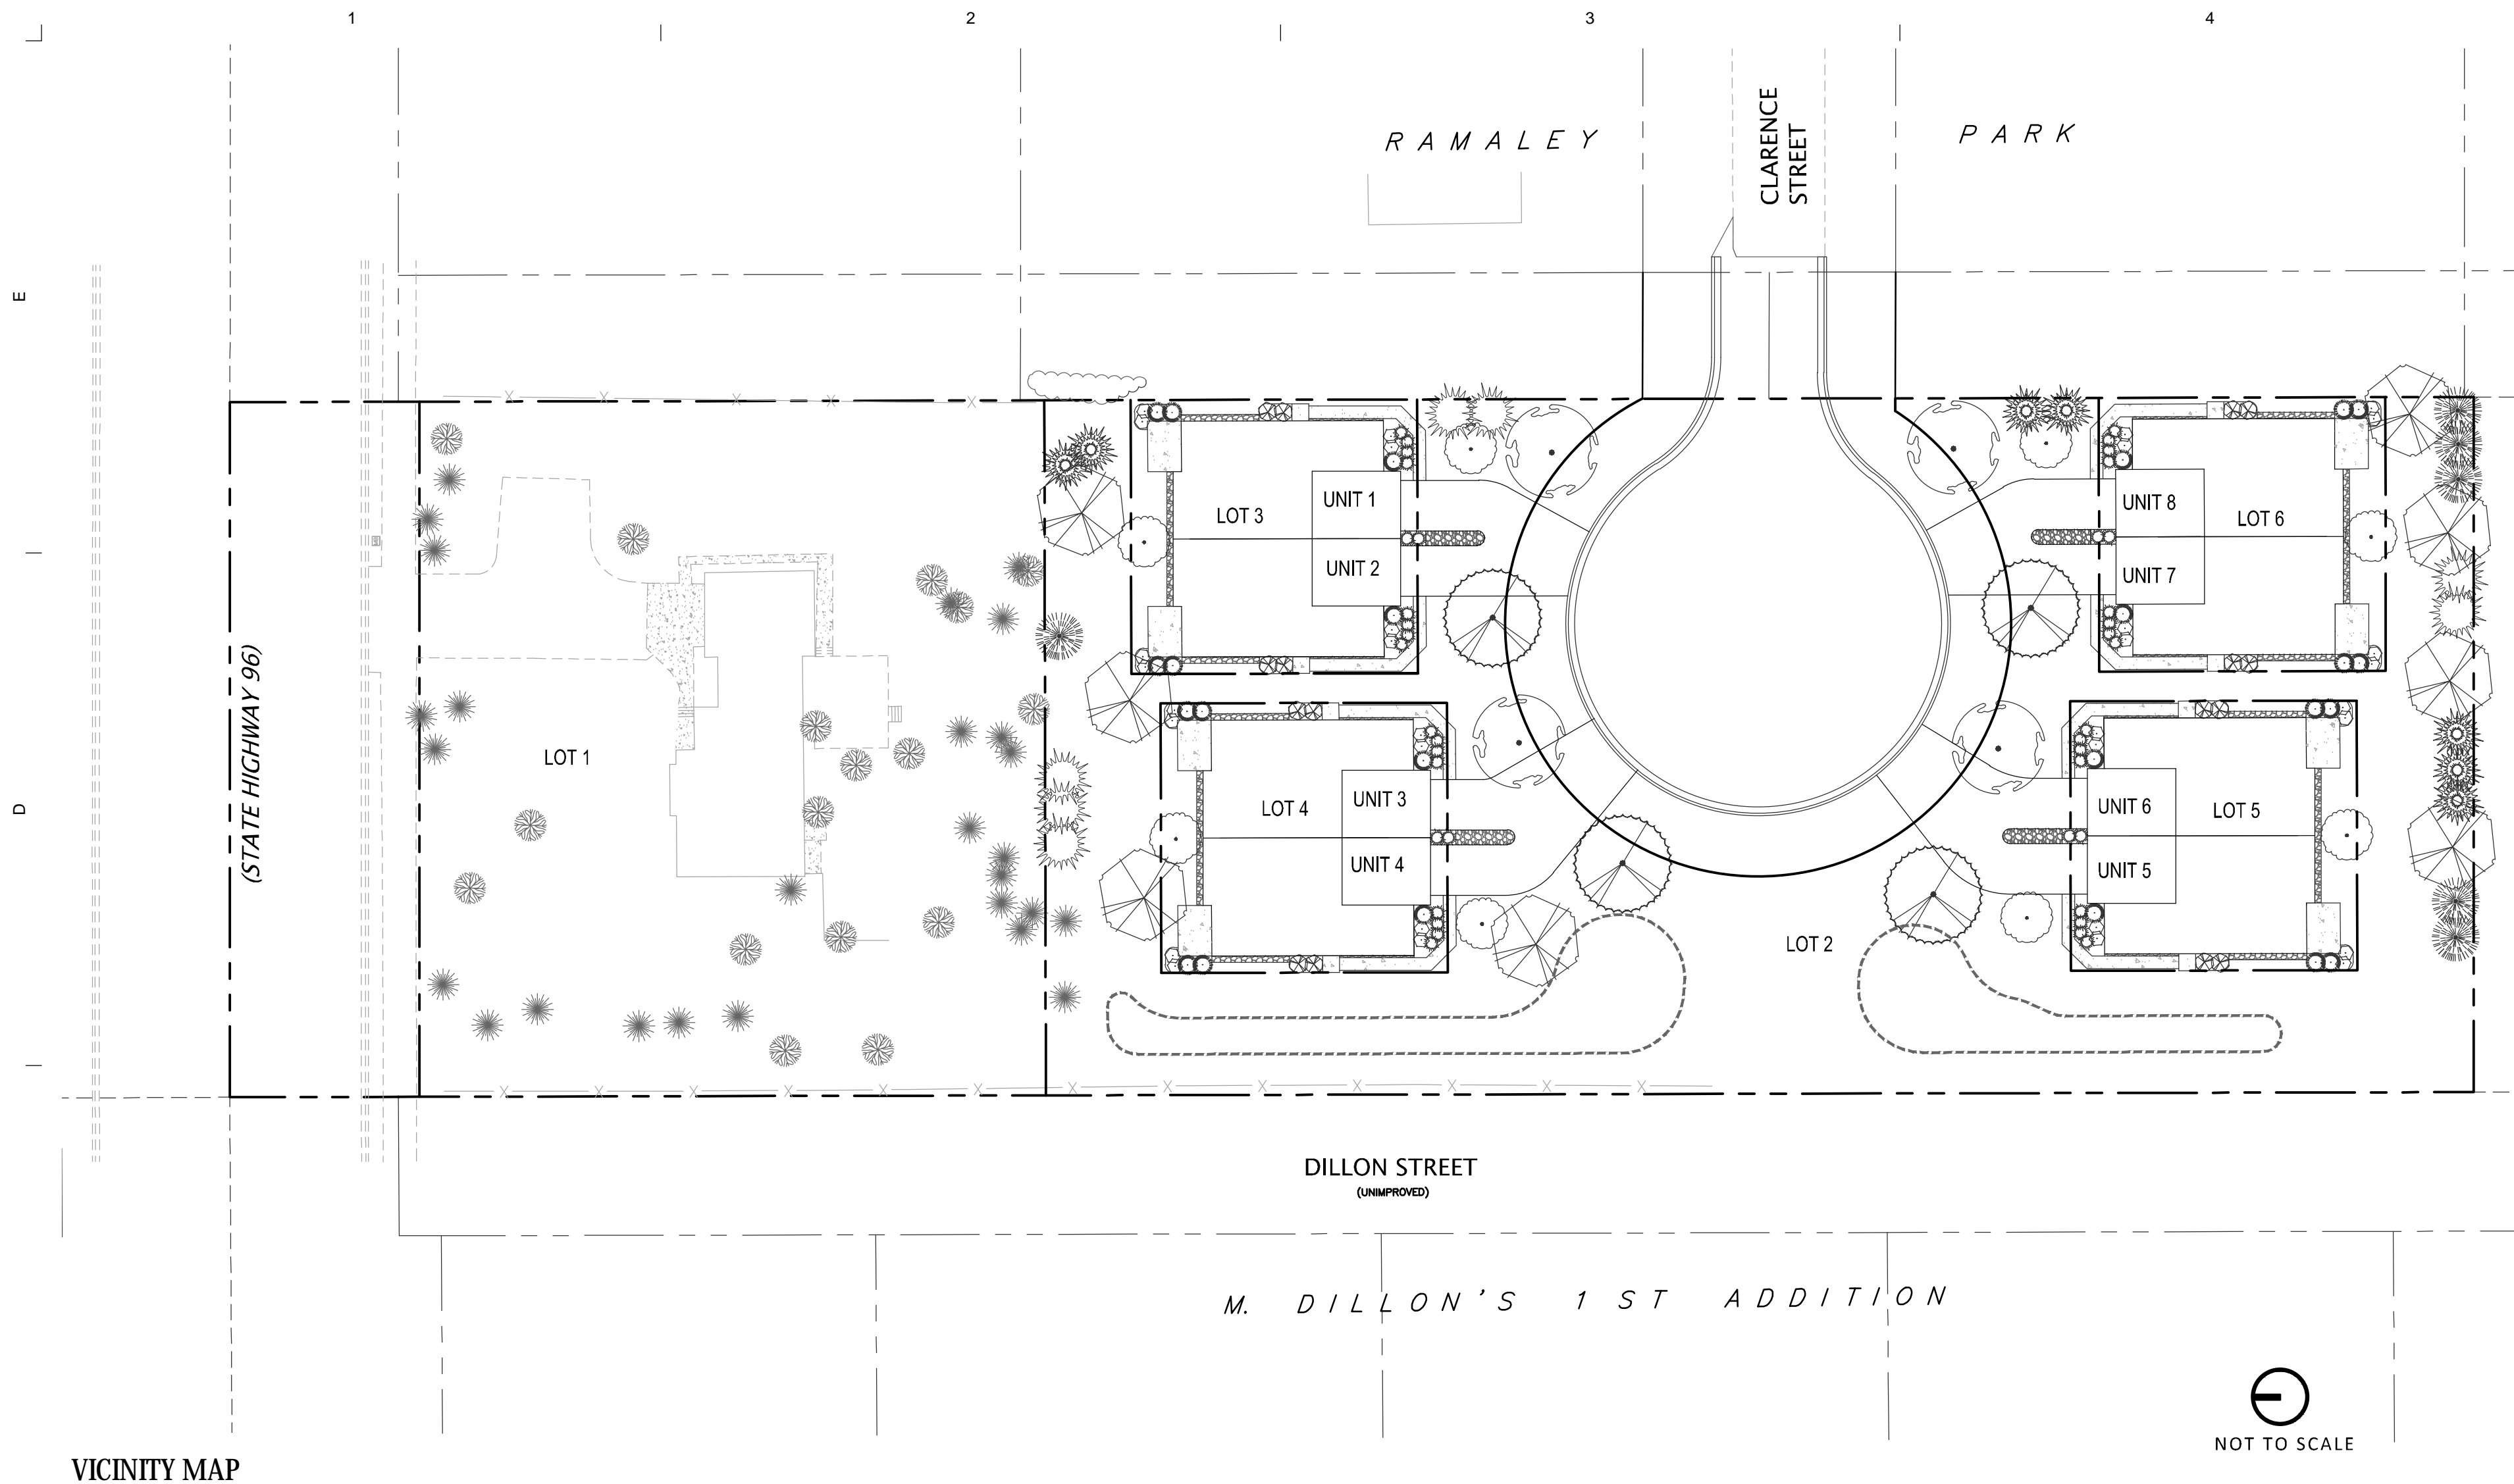 1
2
3
4
RAMALEY
CLARENCE
STREET
PARK
E
UNIT 1
LOT 3
UNIT 2
UNIT 8
LOT 6
UNIT 7
(STATE HIGHWAY 96)
LOT 1
D
UNIT 3
LOT 4
UNIT 4
UNIT 6
LOT 5
UNIT 5
LOT 2
DILLON STREET
(UNIMPROVED)
M. DILLON'S 1ST ADDITION
NOT TO SCALE
VICINITY MAP